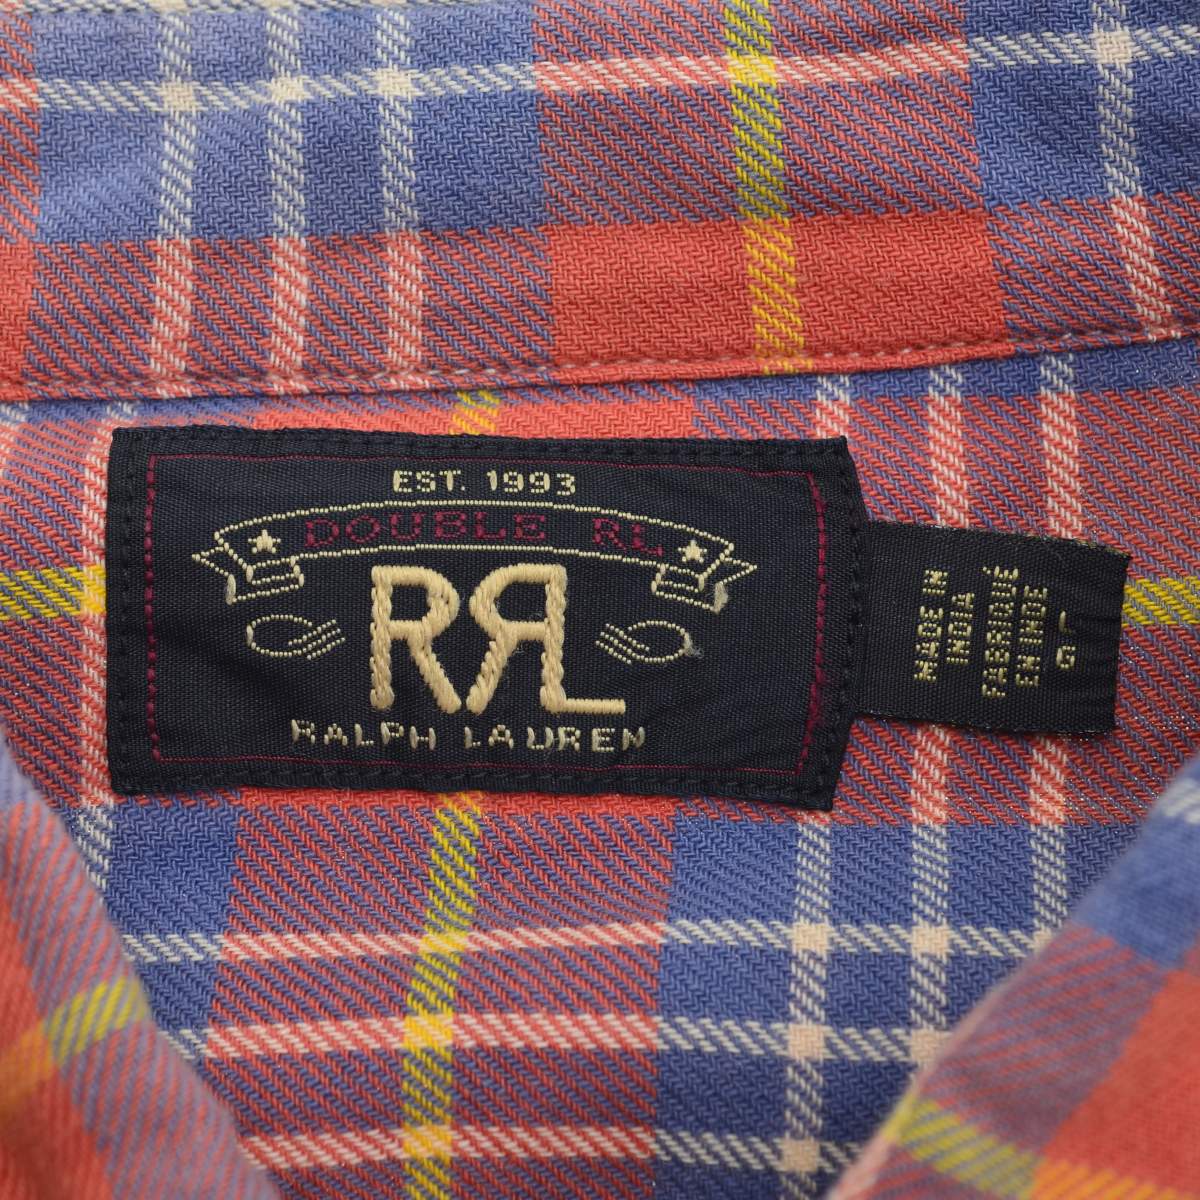 EST. 1993
DOUBLE RL
RRL
RALPH LAUREN
MADE IN
INDIA
FABRIQUÉ
EN INDE